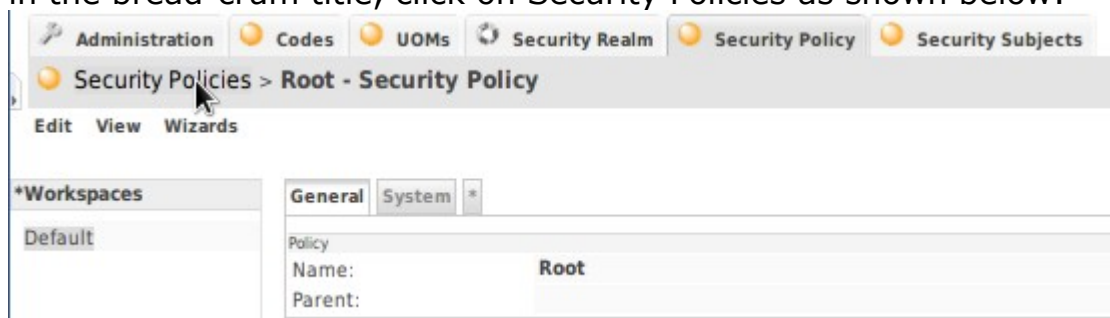 in the bread-crum title, click on Security Policies as shown below:
Administration Codes UOMs Security Realm Security Policy Security Subjects
Security Policies > Root - Security Policy
Edit View Wizards
*Workspaces
Default
General System *
Policy
Name: Root
Parent: